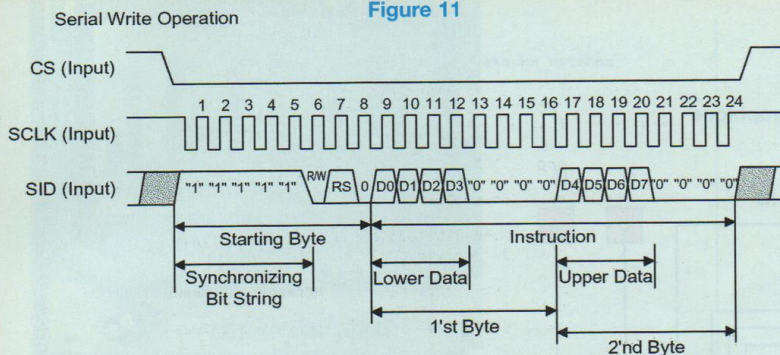 Figure 11
Serial Write Operation
CS (Input)
1 2 3 4 5 6 7 8 9 10 11 12 13 14 15 16 17 18 19 20 21 22 23 24
SCLK (Input)
SID (Input)
"1" "1" "1" "1" "1" R/W RS 0 D0 D1 D2 D3 "0" "0" "0" "0" D4 D5 D6 D7 "0" "0" "0" "0"
Starting Byte
Instruction
Synchronizing
Bit String
Lower Data
Upper Data
1'st Byte
2'nd Byte